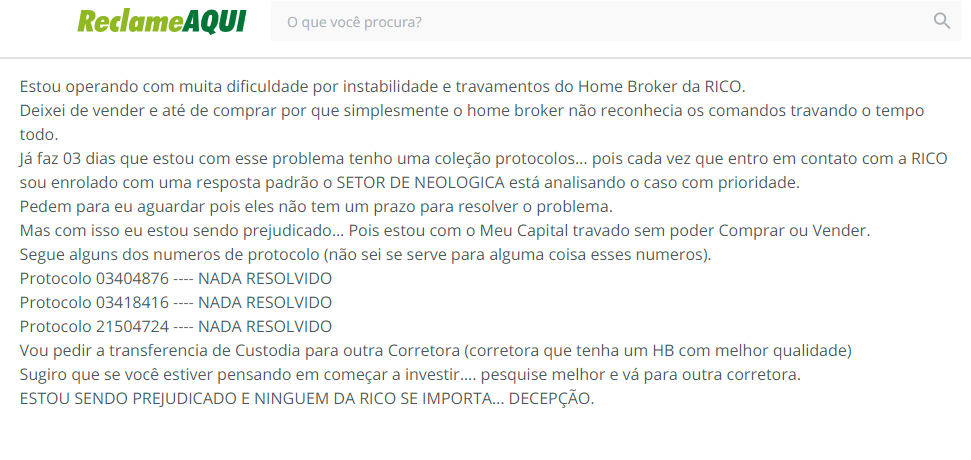 ReclameAQUI
O que você procura?
Estou operando com muita dificuldade por instabilidade e travamentos do Home Broker da RICO.
Deixei de vender e até de comprar por que simplesmente o home broker não reconhecia os comandos travando o tempo
todo.
Já faz 03 dias que estou com esse problema tenho uma coleção protocolos... pois cada vez que entro em contato com a RICO
sou enrolado com uma resposta padrão o SETOR DE NEOLOGICA está analisando o caso com prioridade.
Pedem para eu aguardar pois eles não tem um prazo para resolver o problema.
Mas com isso eu estou sendo prejudicado... Pois estou com o Meu Capital travado sem poder Comprar ou Vender.
Segue alguns dos numeros de protocolo (não sei se serve para alguma coisa esses numeros).
Protocolo 03404876 ---- NADA RESOLVIDO
Protocolo 03418416 ---- NADA RESOLVIDO
Protocolo 21504724 ---- NADA RESOLVIDO
Vou pedir a transferencia de Custodia para outra Corretora (corretora que tenha um HB com melhor qualidade)
Sugiro que se você estiver pensando em começar a investir.... pesquise melhor e vá para outra corretora.
ESTOU SENDO PREJUDICADO E NINGUEM DA RICO SE IMPORTA... DECEPÇÃO.